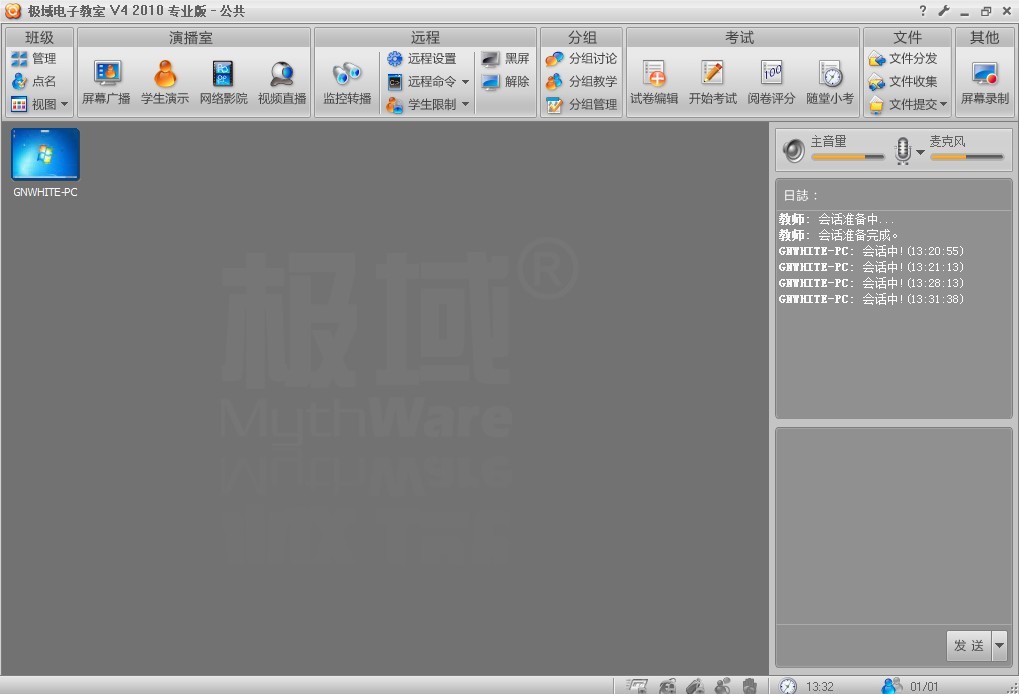 极域电子教室 V4 2010 专业版 - 公共
班级
演播室
远程
分组
考试
文件
其他
管理
点名
视图
屏幕广播
学生演示
网络影院
视频直播
监控转播
远程设置
远程命令
学生限制
黑屏
解除
分组讨论
分组教学
分组管理
试卷编辑
开始考试
100
阅卷评分
随堂小考
文件分发
文件收集
文件提交
屏幕录制
GNWHITE-PC
极域®
MythWare
主音量
麦克风
日誌：
教师: 会话准备中...
教师: 会话准备完成。
GNWHITE-PC: 会话中!(13:20:55)
GNWHITE-PC: 会话中!(13:21:13)
GNWHITE-PC: 会话中!(13:28:13)
GNWHITE-PC: 会话中!(13:31:38)
发 送
13:32
01/01